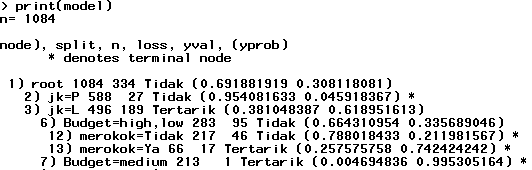 > print(model)
n= 1084
node), split, n, loss, yval, (yprob)
* denotes terminal node
1) root 1084 334 Tidak (0.691881919 0.308118081)
2) jk=P 588 27 Tidak (0.954081633 0.045918367) *
3) jk=L 496 189 Tertarik (0.381048387 0.618951613)
6) Budget=high,low 283 95 Tidak (0.664310954 0.335689046)
12) merokok=Tidak 217 46 Tidak (0.788018433 0.211981567) *
13) merokok=Ya 66 17 Tertarik (0.257575758 0.742424242) *
7) Budget=medium 213 1 Tertarik (0.004694836 0.995305164) *